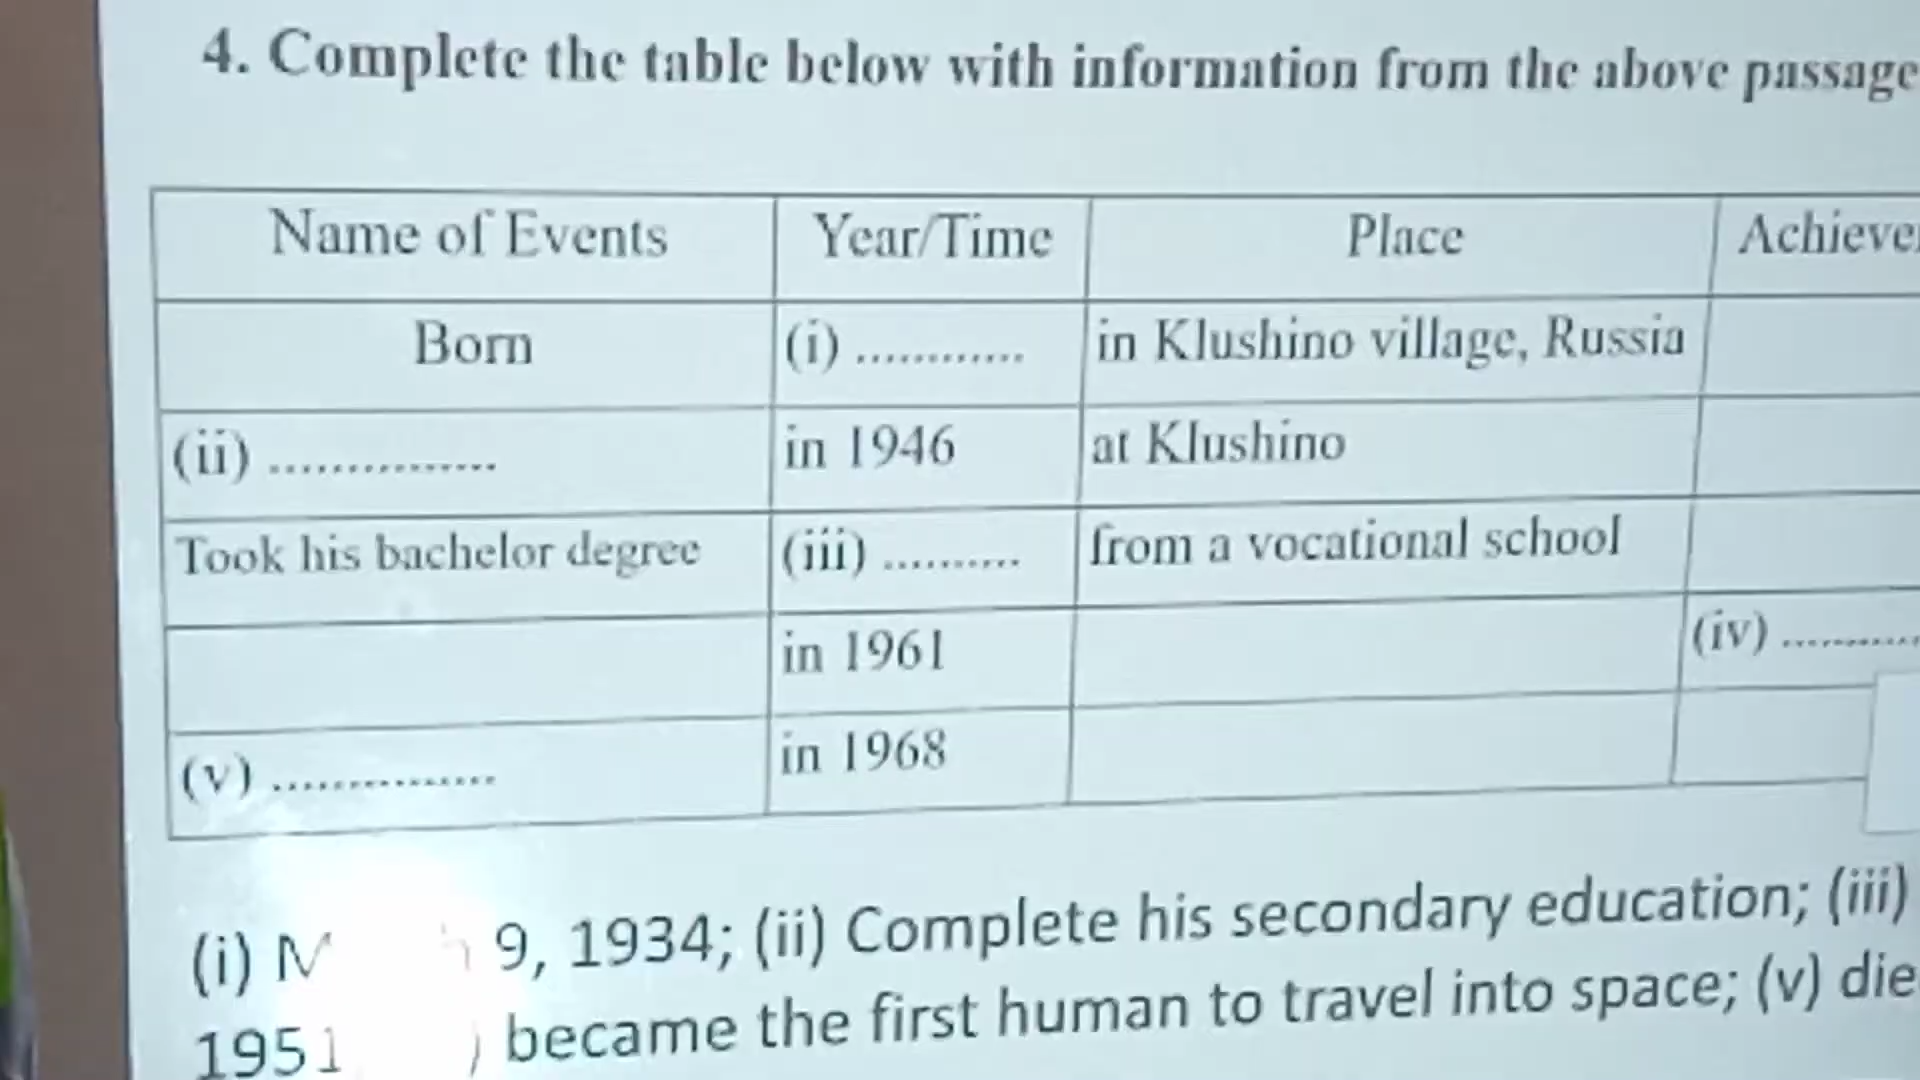 4. Complete the table below with information from the above passage
Name of Events Year/Time Place
Born (i) ............ in Klushino village, Russia
(ii) ............... in 1946 at Klushino
Took his bachelor degree (iii) .......... from a vocational school
in 1961 (iv) ..........
(v) ............... in 1968
(i) 9, 1934; (ii) Complete his secondary education; (iii)
1951 became the first human to travel into space; (v)